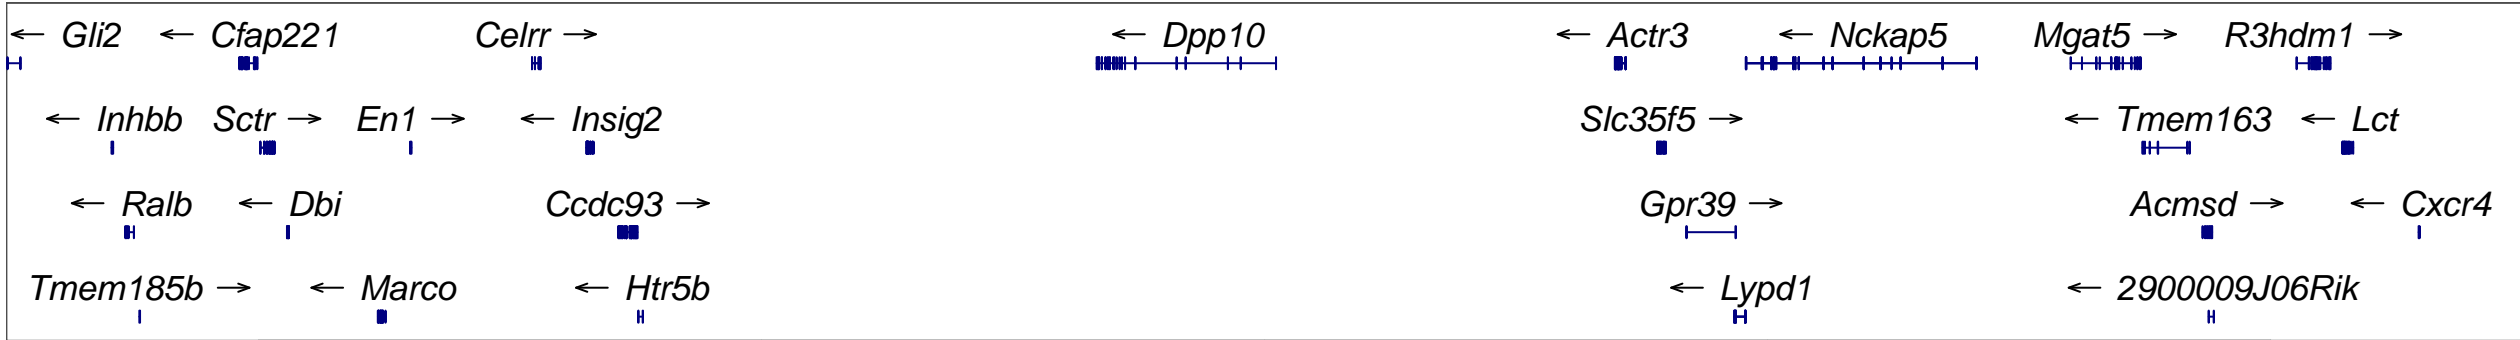 ← Gli2 ← Cfap221 Celrr → ← Dpp10 ← Actr3 ← Nckap5 Mgat5 → R3hdm1 →
← Inhbb Sctr → En1 → ← Insig2 Slc35f5 → ← Tmem163 ← Lct
← Ralb ← Dbi Ccdc93 → Gpr39 → Acmsd → ← Cxcr4
Tmem185b → ← Marco ← Htr5b ← Lypd1 ← 2900009J06Rik